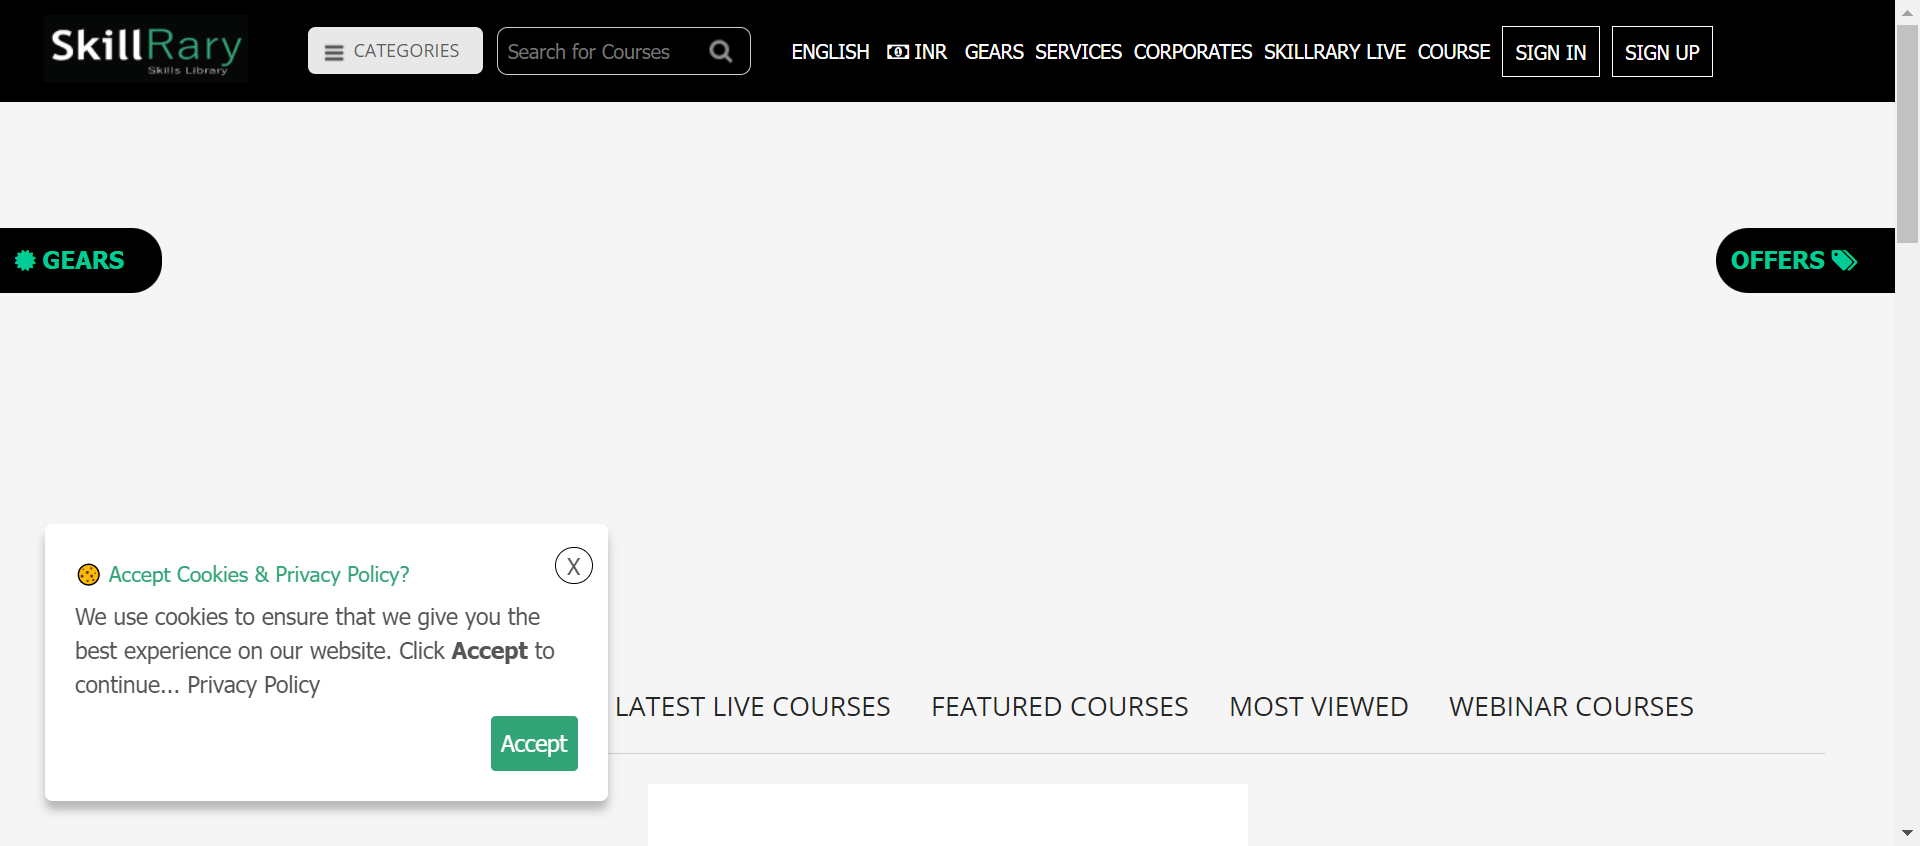 SkillRary
Skills Library
CATEGORIES
Search for Courses
ENGLISH INR GEARS SERVICES CORPORATES SKILLRARY LIVE COURSE SIGN IN SIGN UP
GEARS
OFFERS
X
Accept Cookies & Privacy Policy?
We use cookies to ensure that we give you the
best experience on our website. Click Accept to
continue... Privacy Policy
Accept
LATEST LIVE COURSES FEATURED COURSES MOST VIEWED WEBINAR COURSES